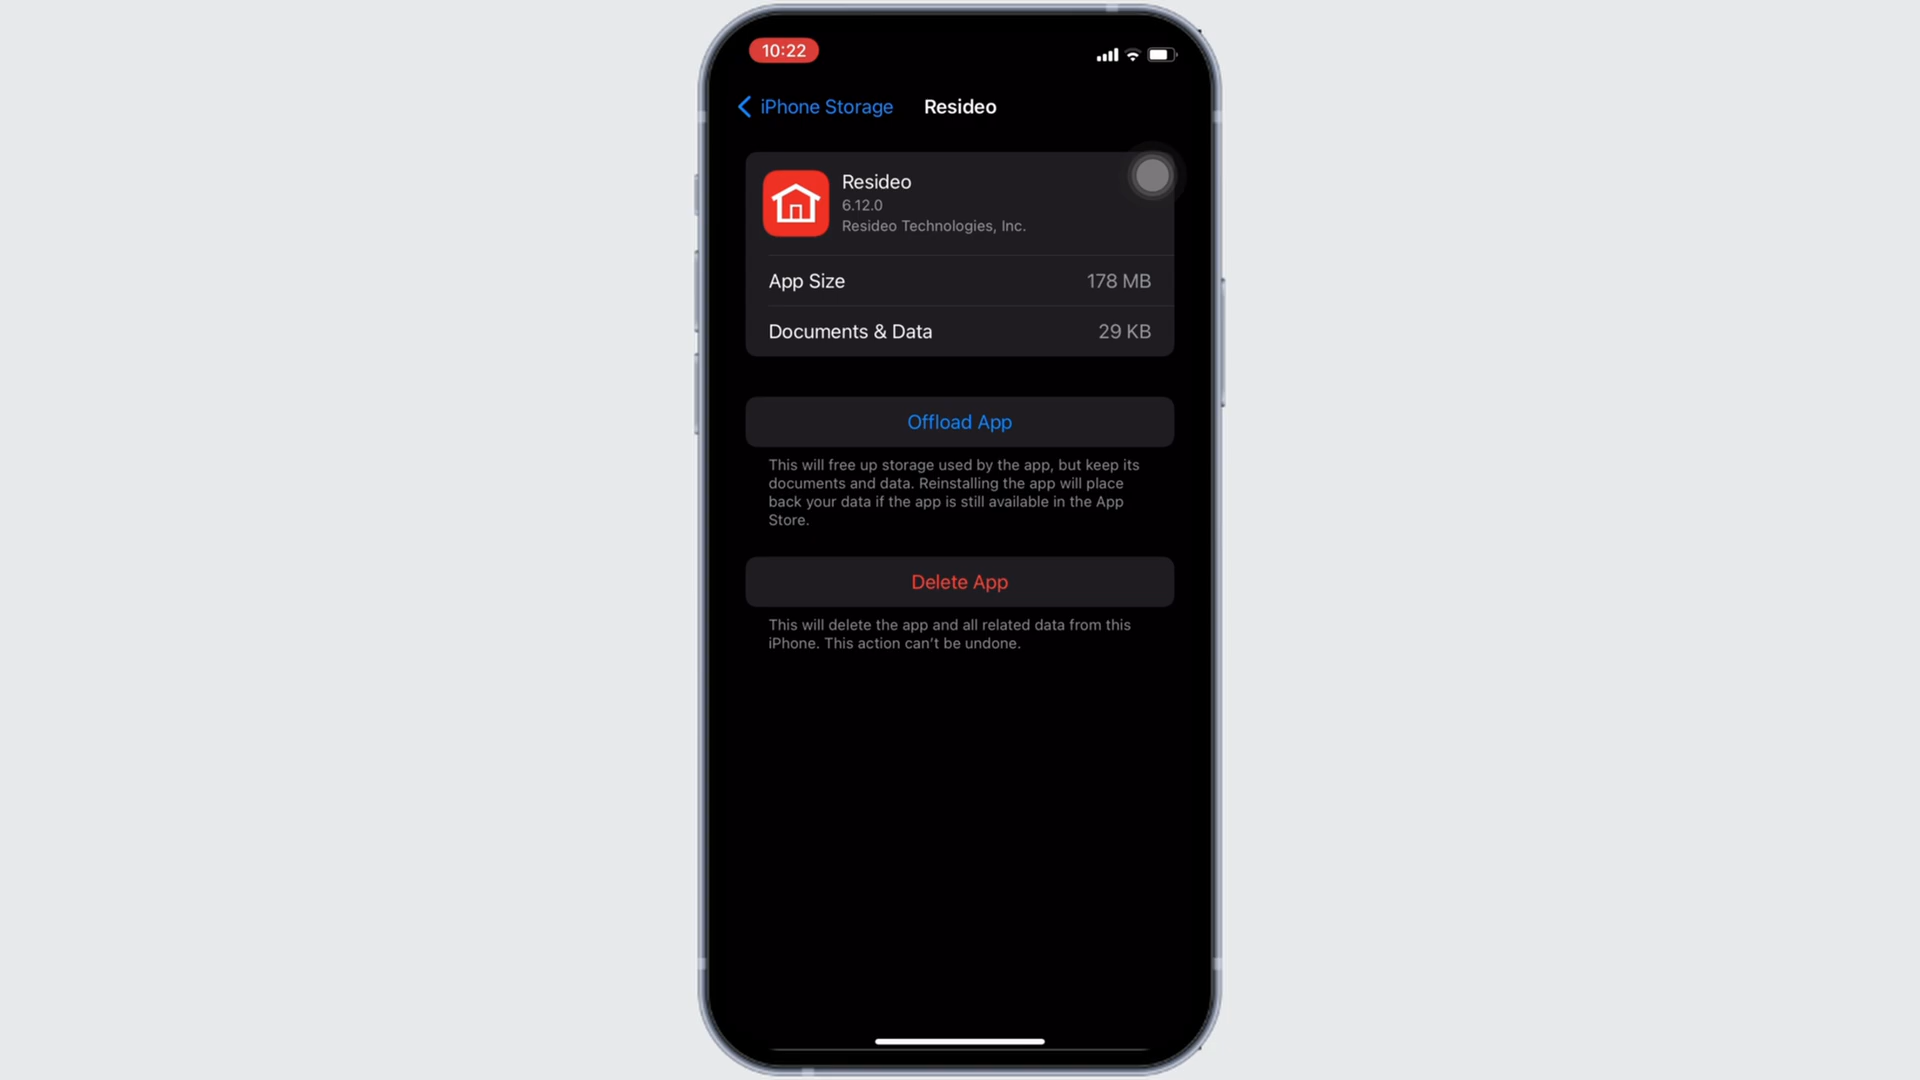 10:22
iPhone Storage
Resideo
Resideo
6.12.0
Resideo Technologies, Inc.
App Size
178 MB
Documents & Data
29 KB
Offload App
This will free up storage used by the app, but keep its
documents and data. Reinstalling the app will place
back your data if the app is still available in the App
Store.
Delete App
This will delete the app and all related data from this
iPhone. This action can't be undone.